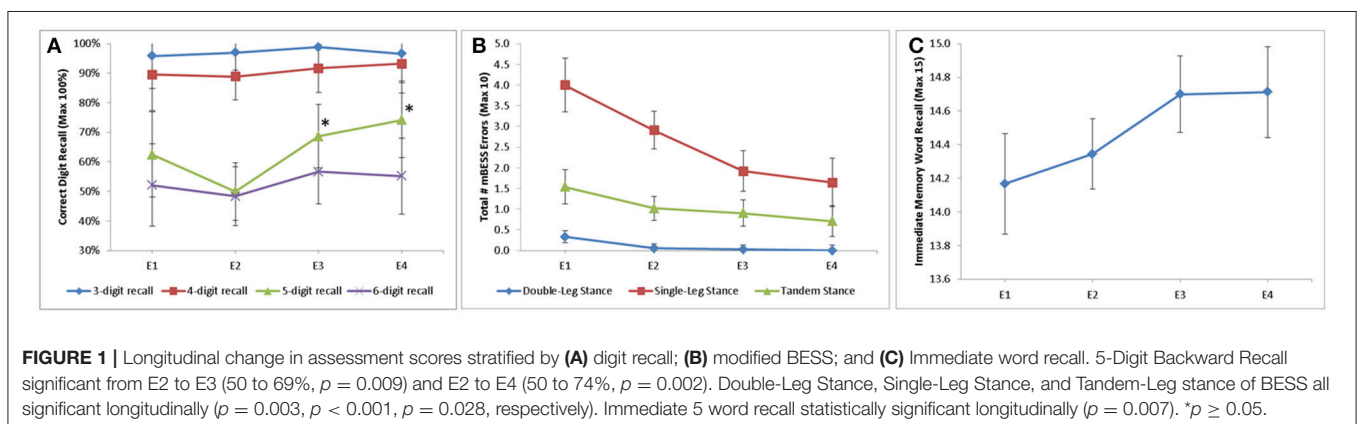 A
Correct Digit Recall (Max 100%)
100%
90%
80%
70%
60%
50%
40%
30%
*
*
E1 E2 E3 E4
3-digit recall 4-digit recall 5-digit recall 6-digit recall
B
Total # mBESS Errors (Max 10)
5.0
4.5
4.0
3.5
3.0
2.5
2.0
1.5
1.0
0.5
0.0
E1 E2 E3 E4
Double-Leg Stance Single-Leg Stance Tandem Stance
C
Immediate Memory Word Recall (Max 15)
15.0
14.8
14.6
14.4
14.2
14.0
13.8
13.6
E1 E2 E3 E4
FIGURE 1 | Longitudinal change in assessment scores stratified by (A) digit recall; (B) modified BESS; and (C) Immediate word recall. 5-Digit Backward Recall
significant from E2 to E3 (50 to 69%, p = 0.009) and E2 to E4 (50 to 74%, p = 0.002). Double-Leg Stance, Single-Leg Stance, and Tandem-Leg stance of BESS all
significant longitudinally (p = 0.003, p < 0.001, p = 0.028, respectively). Immediate 5 word recall statistically significant longitudinally (p = 0.007). *p ≥ 0.05.